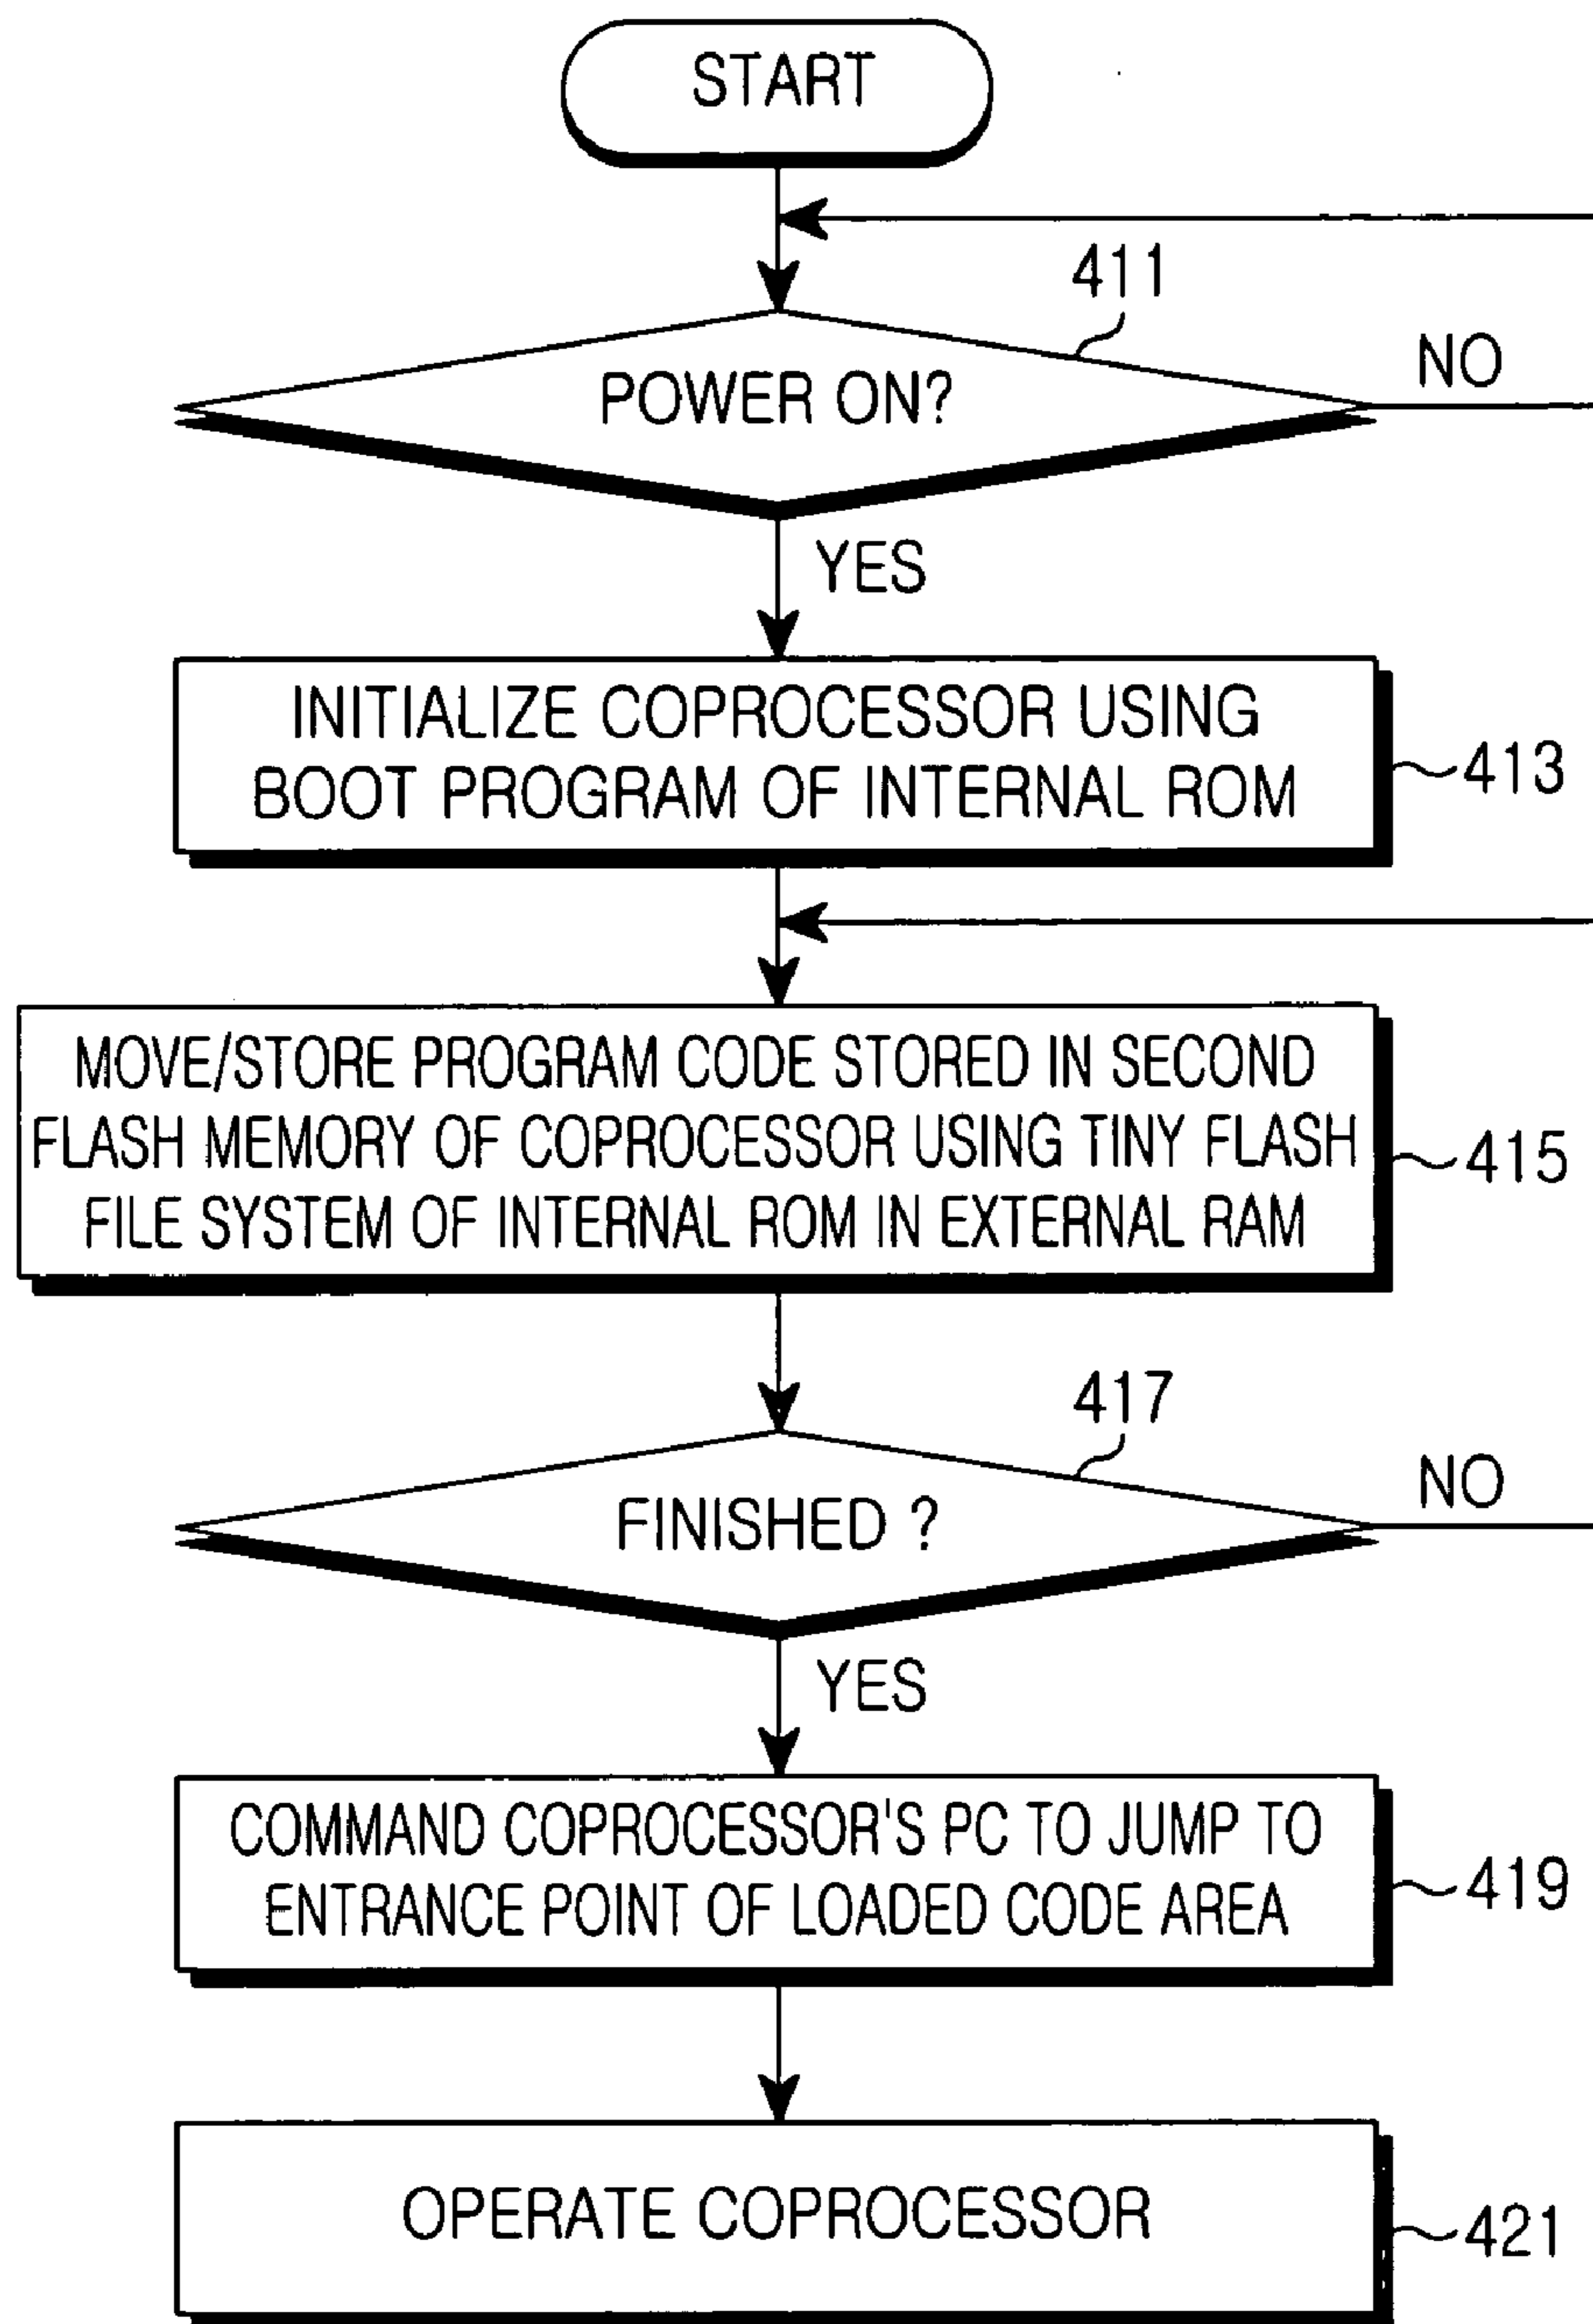 START
411
POWER ON?
NO
YES
INITIALIZE COPROCESSOR USING
BOOT PROGRAM OF INTERNAL ROM
413
MOVE/STORE PROGRAM CODE STORED IN SECOND
FLASH MEMORY OF COPROCESSOR USING TINY FLASH
FILE SYSTEM OF INTERNAL ROM IN EXTERNAL RAM
415
417
FINISHED ?
NO
YES
COMMAND COPROCESSOR'S PC TO JUMP TO
ENTRANCE POINT OF LOADED CODE AREA
419
OPERATE COPROCESSOR
421